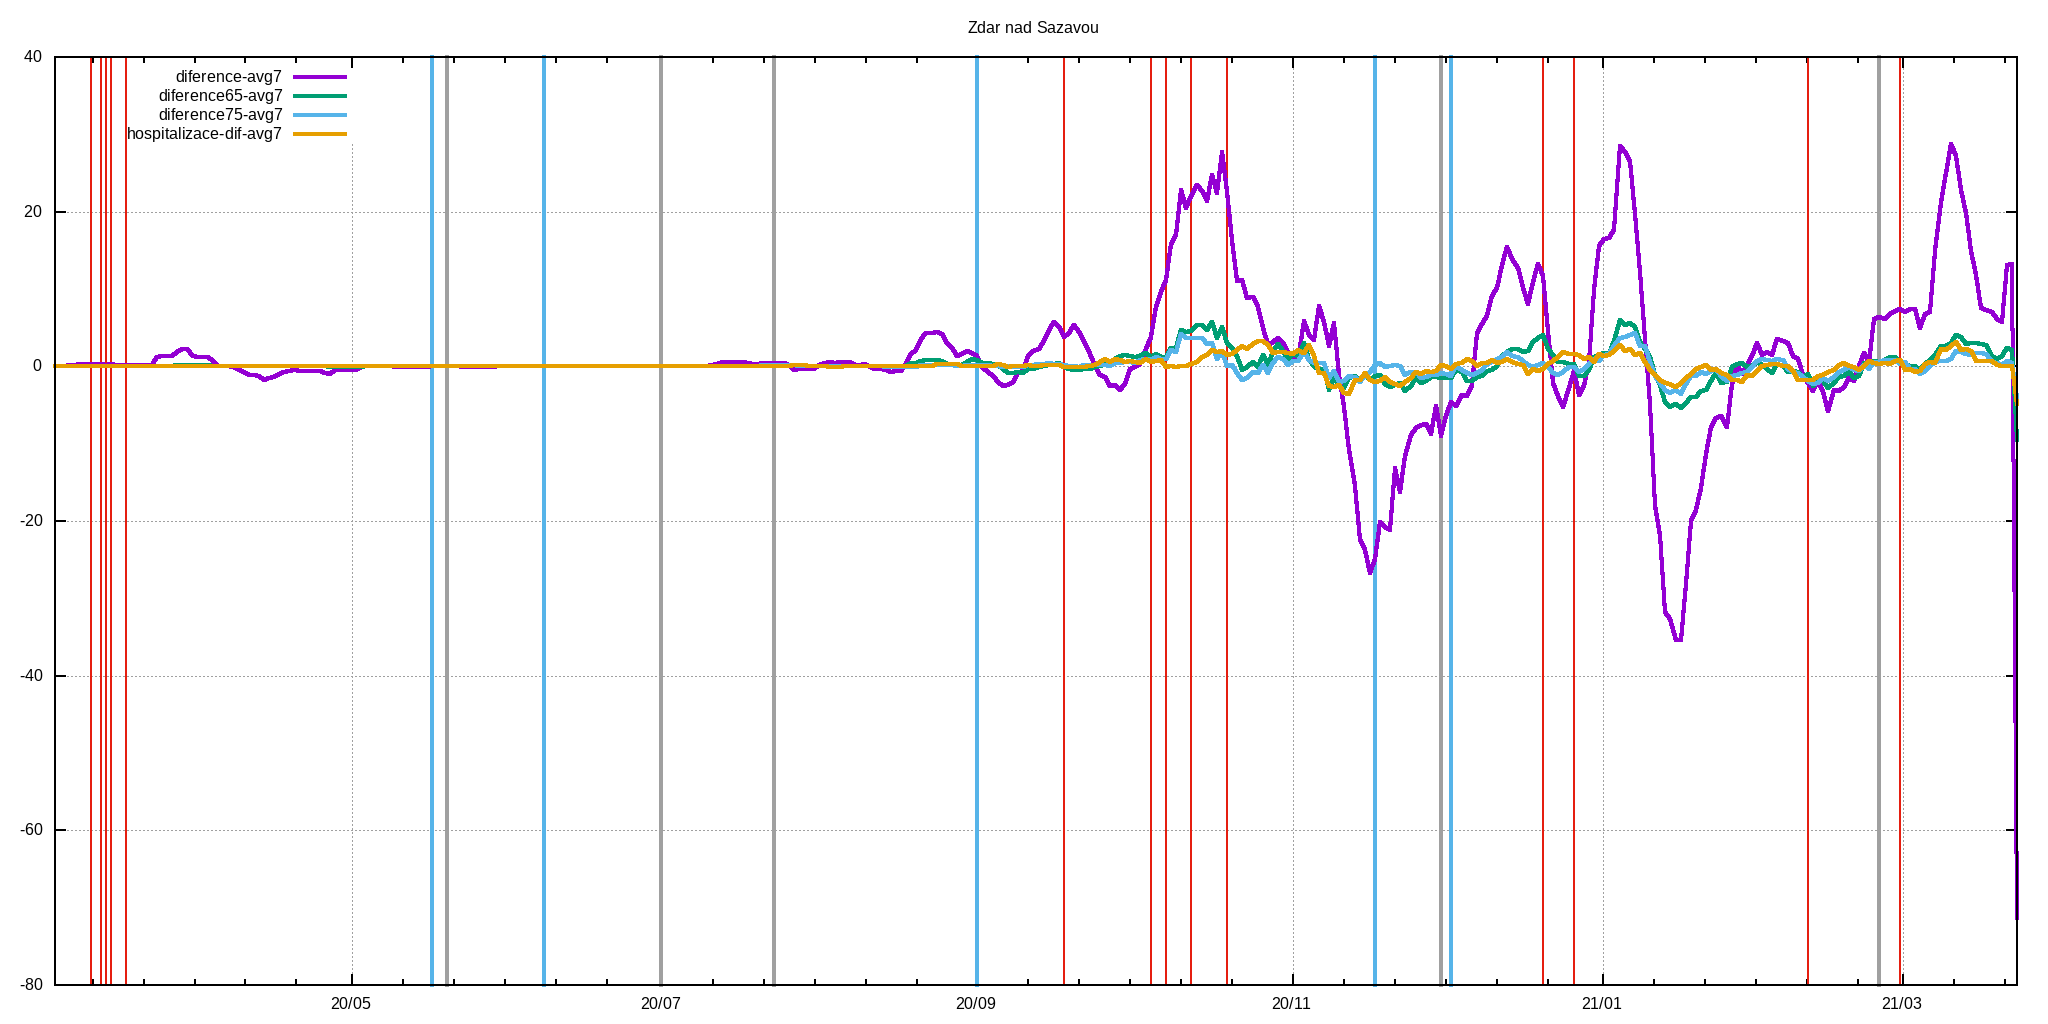 Zdar nad Sazavou
diference-avg7
diference65-avg7
diference75-avg7
hospitalizace-dif-avg7
40
20
0
-20
-40
-60
-80
20/05 20/07 20/09 20/11 21/01 21/03